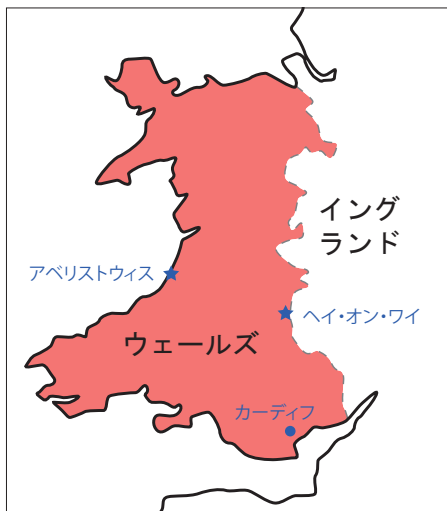 イング
ランド
アベリストウィス
ヘイ・オン・ワイ
ウェールズ
カーディフ